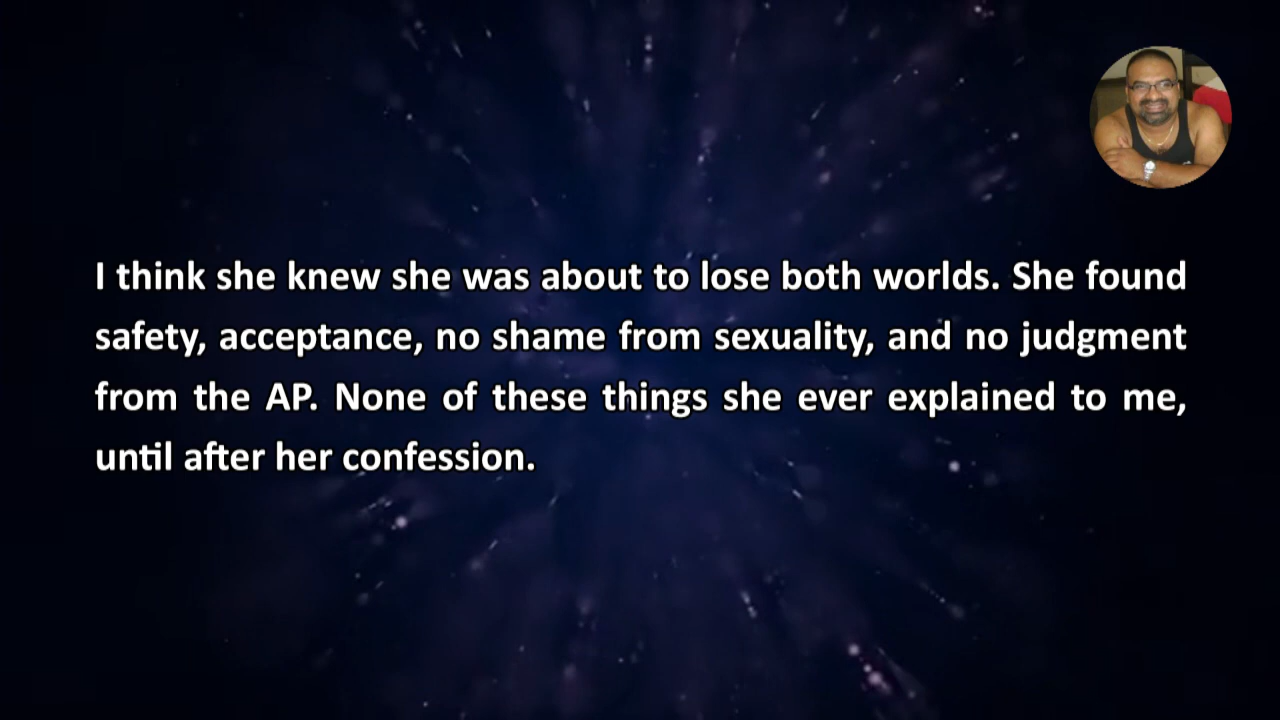 I think she knew she was about to lose both worlds. She found
safety, acceptance, no shame from sexuality, and no judgment
from the AP. None of these things she ever explained to me,
until after her confession.